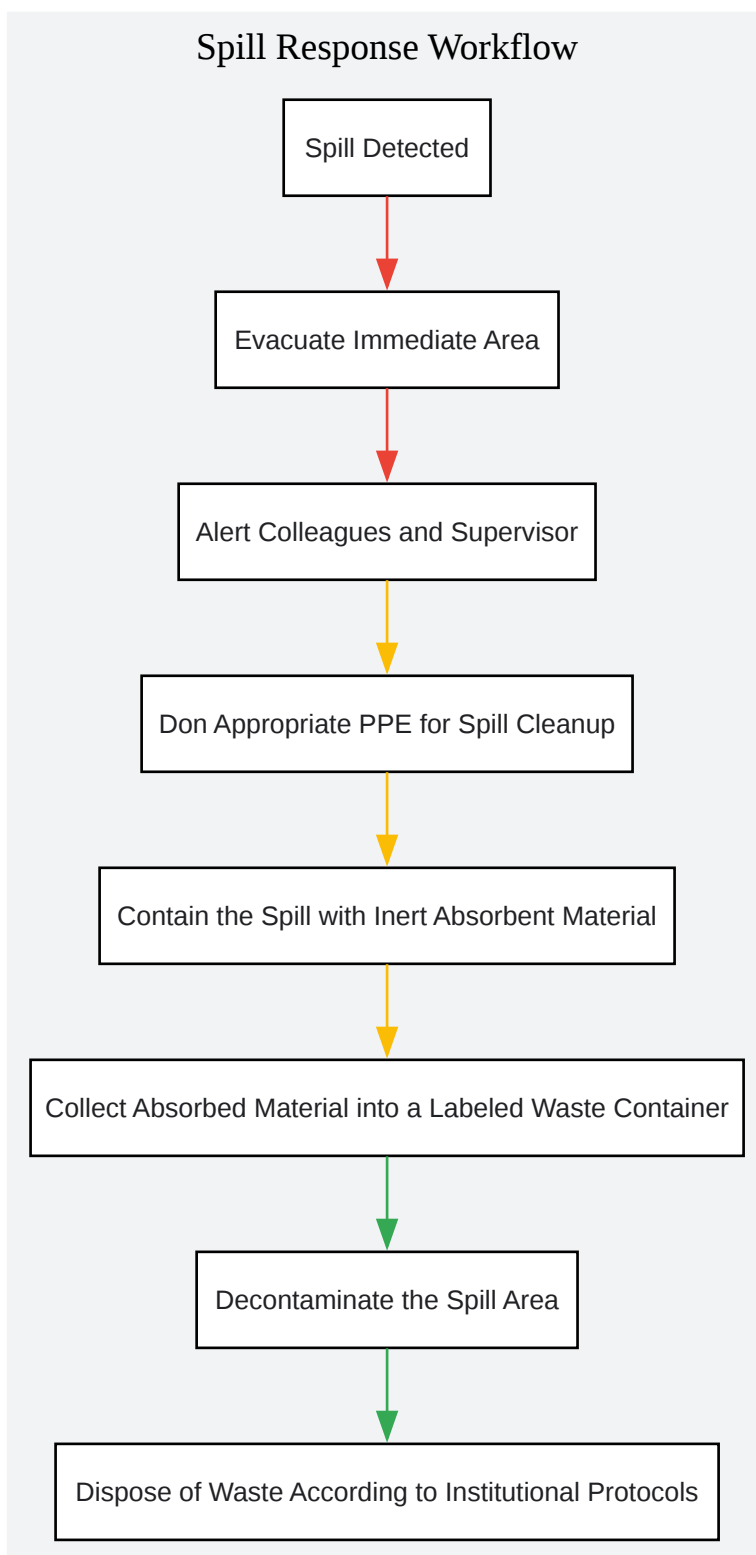 Spill Response Workflow
Spill Detected
Evacuate Immediate Area
Alert Colleagues and Supervisor
Don Appropriate PPE for Spill Cleanup
Contain the Spill with Inert Absorbent Material
Collect Absorbed Material into a Labeled Waste Container
Decontaminate the Spill Area
Dispose of Waste According to Institutional Protocols